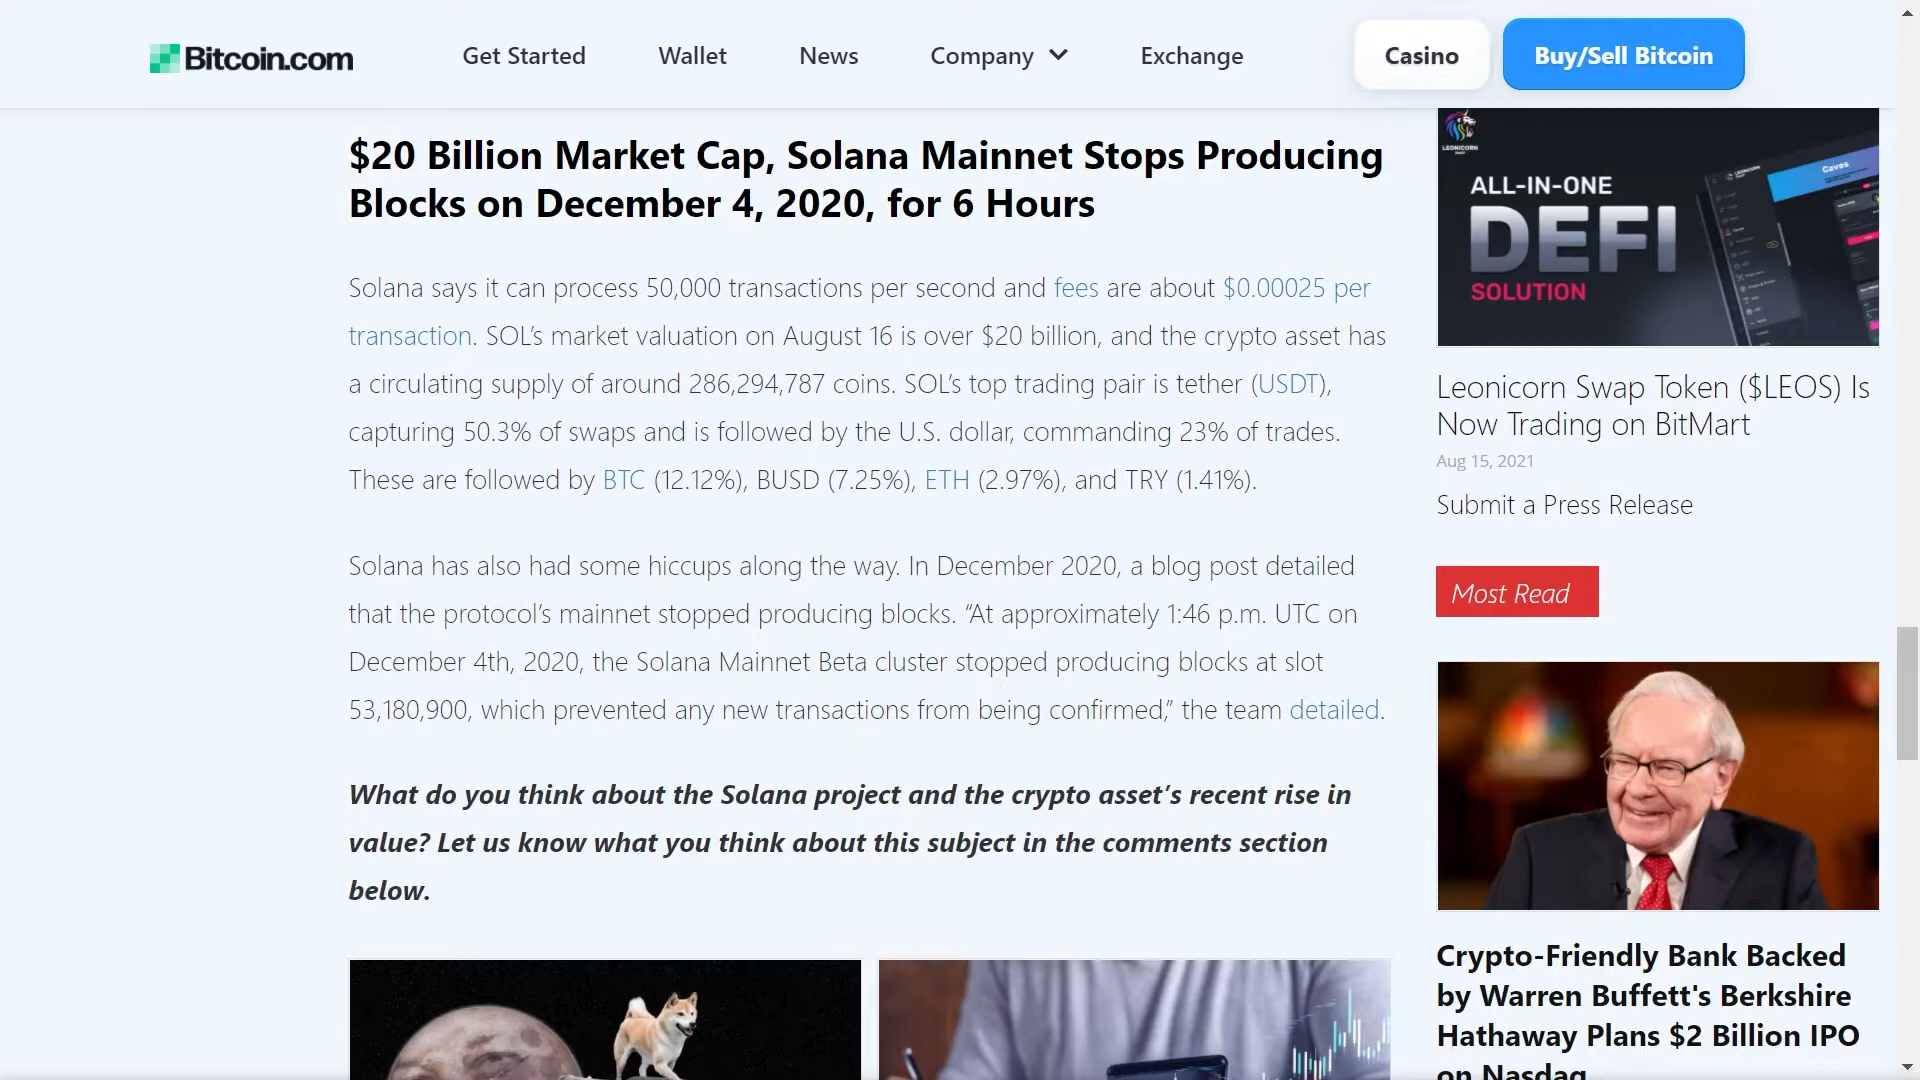 Bitcoin.com
Get Started
Wallet
News
Company
Exchange
Casino
Buy/Sell Bitcoin
$20 Billion Market Cap, Solana Mainnet Stops Producing
Blocks on December 4, 2020, for 6 Hours
Solana says it can process 50,000 transactions per second and fees are about $0.00025 per
transaction. SOL’s market valuation on August 16 is over $20 billion, and the crypto asset has
a circulating supply of around 286,294,787 coins. SOL’s top trading pair is tether (USDT),
capturing 50.3% of swaps and is followed by the U.S. dollar, commanding 23% of trades.
These are followed by BTC (12.12%), BUSD (7.25%), ETH (2.97%), and TRY (1.41%).
Solana has also had some hiccups along the way. In December 2020, a blog post detailed
that the protocol’s mainnet stopped producing blocks. “At approximately 1:46 p.m. UTC on
December 4th, 2020, the Solana Mainnet Beta cluster stopped producing blocks at slot
53,180,900, which prevented any new transactions from being confirmed,” the team detailed.
What do you think about the Solana project and the crypto asset’s recent rise in
value? Let us know what you think about this subject in the comments section
below.
LEONICORN
ALL-IN-ONE
DEFI
SOLUTION
Caves
Leonicorn Swap Token ($LEOS) Is
Now Trading on BitMart
Aug 15, 2021
Submit a Press Release
Most Read
Crypto-Friendly Bank Backed
by Warren Buffett's Berkshire
Hathaway Plans $2 Billion IPO
on Nasdaq